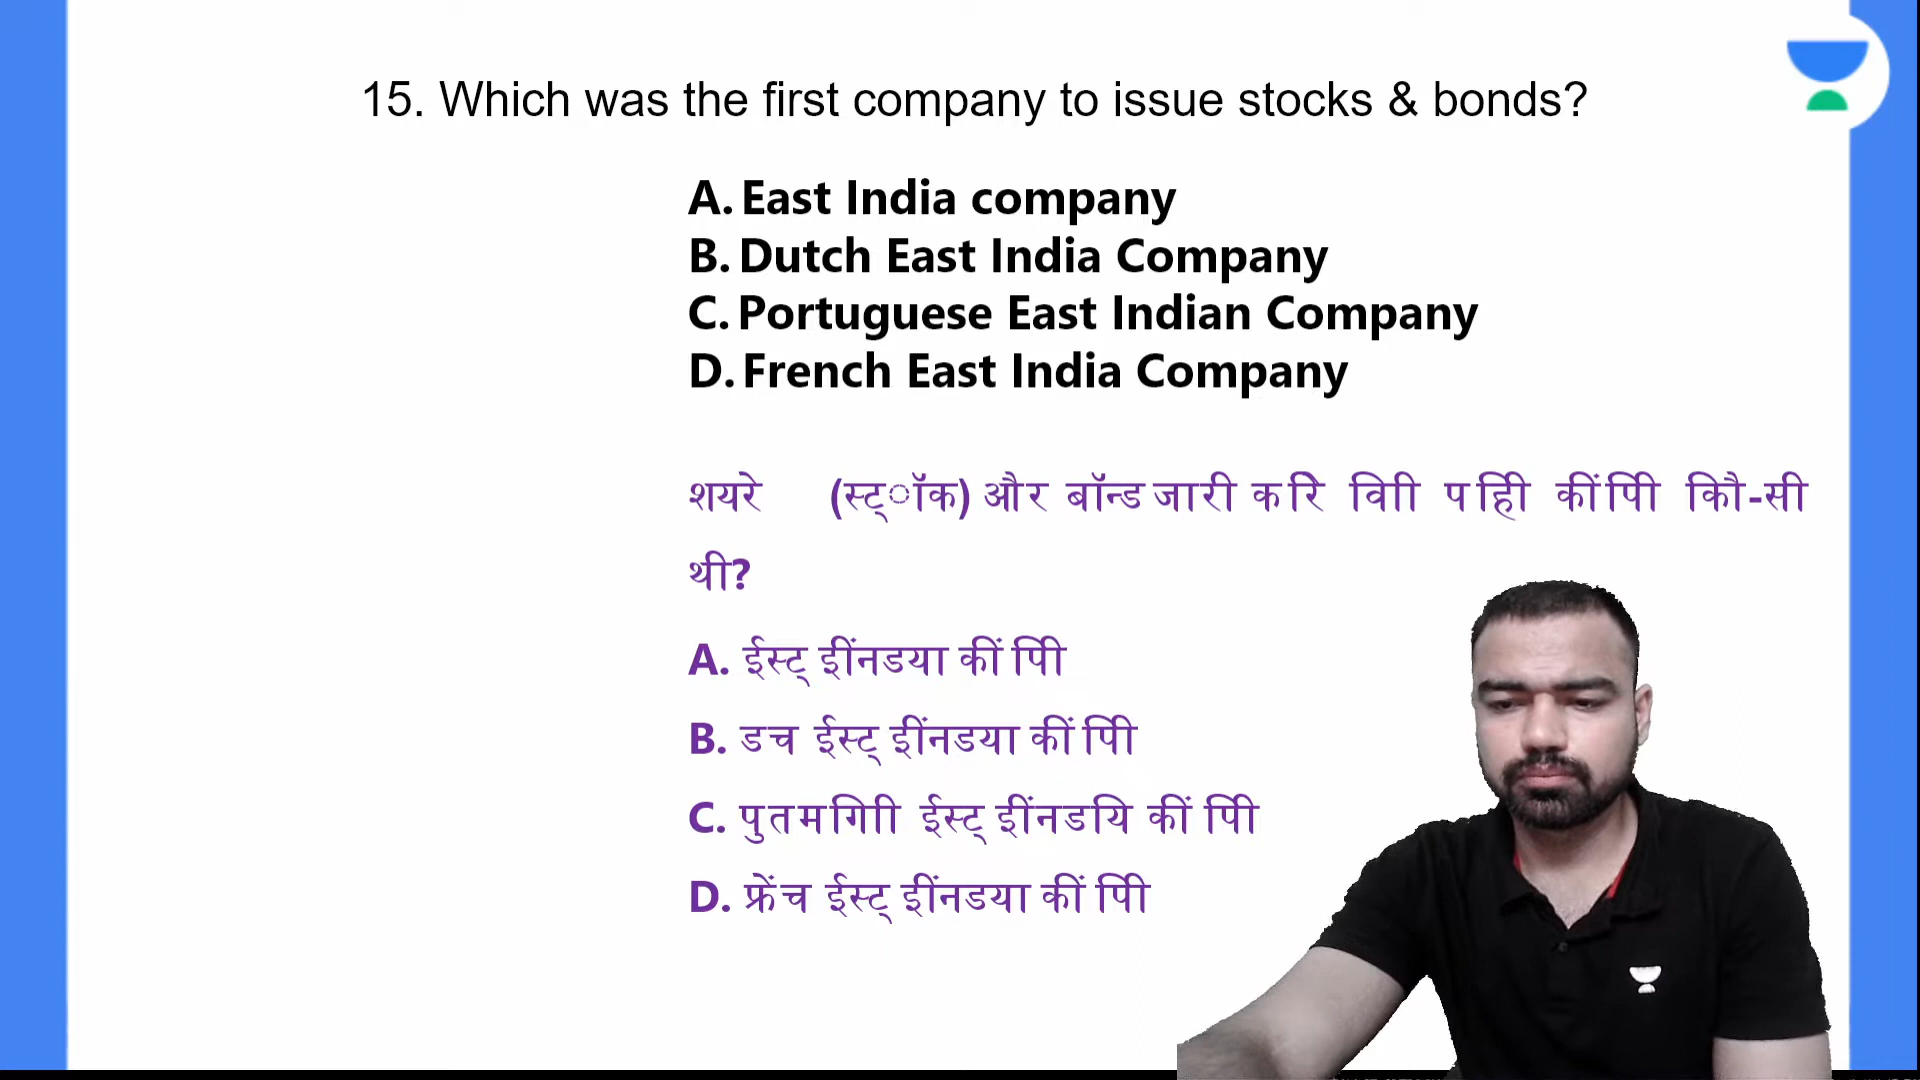 15. Which was the first company to issue stocks & bonds?
A. East India company
B. Dutch East India Company
C. Portuguese East Indian Company
D. French East India Company
शयरे (स्ट्ॉक) और बॉन्ड जारी करिे वािी पहिी कींपिी कौि-सी
थी?
A. ईस्ट् इींनडया कींपिी
B. डच ईस्ट् इींनडया कींपिी
C. पुतमगािी ईस्ट् इींनडयि कींपिी
D. फ्रेंच ईस्ट् इींनडया कींपिी